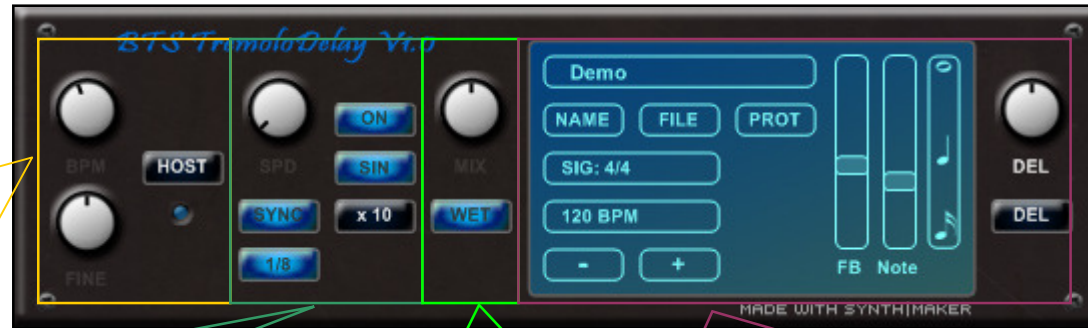 BTS TremoloDelay V1.0
BPM
HOST
FINE
SPD
ON
SIN
SYNC
x 10
1/8
MIX
WET
Demo
NAME FILE PROT
SIG: 4/4
120 BPM
- +
FB Note
DEL
DEL
MADE WITH SYNTH|MAKER